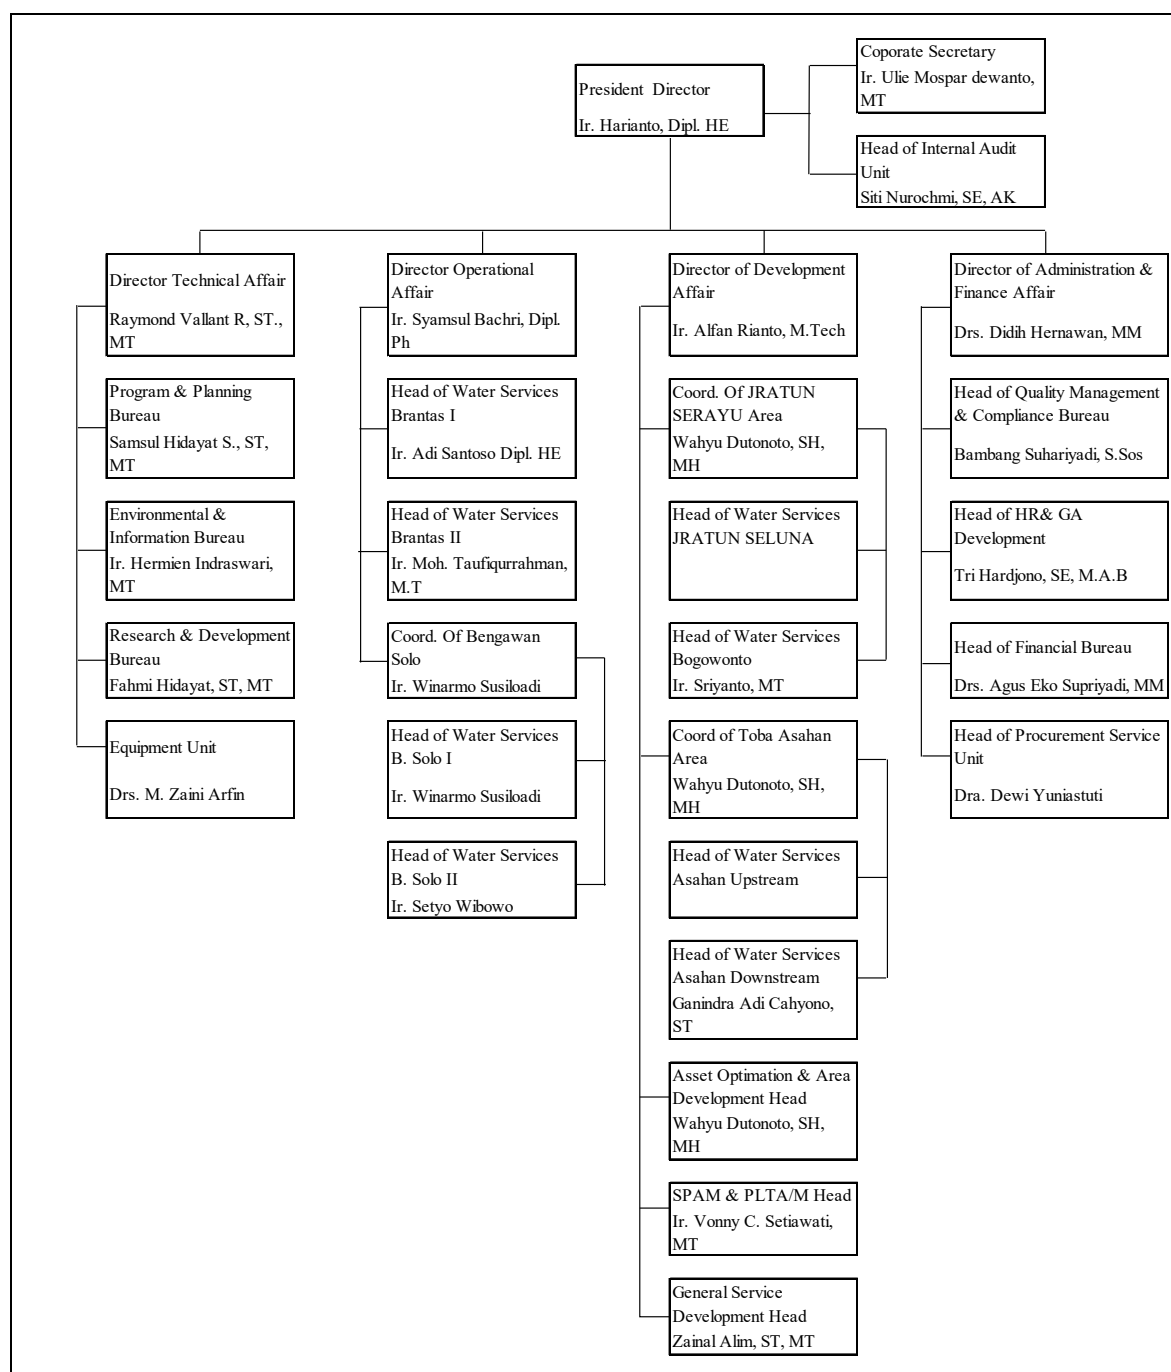 Coporate Secretary
Ir. Ulie Mospar dewanto,
MT
President Director
Ir. Harianto, Dipl. HE
Head of Internal Audit
Unit
Siti Nurochmi, SE, AK
Director Technical Affair
Raymond Vallant R, ST.,
MT
Program & Planning
Bureau
Samsul Hidayat S., ST,
MT
Environmental &
Information Bureau
Ir. Hermien Indraswari,
MT
Research & Development
Bureau
Fahmi Hidayat, ST, MT
Equipment Unit
Drs. M. Zaini Arfin
Director Operational
Affair
Ir. Syamsul Bachri, Dipl.
Ph
Head of Water Services
Brantas I
Ir. Adi Santoso Dipl. HE
Head of Water Services
Brantas II
Ir. Moh. Taufiqurrahman,
M.T
Coord. Of Bengawan
Solo
Ir. Winarmo Susiloadi
Head of Water Services
B. Solo I
Ir. Winarmo Susiloadi
Head of Water Services
B. Solo II
Ir. Setyo Wibowo
Director of Development
Affair
Ir. Alfan Rianto, M.Tech
Coord. Of JRATUN
SERAYU Area
Wahyu Dutonoto, SH,
MH
Head of Water Services
JRATUN SELUNA
Head of Water Services
Bogowonto
Ir. Sriyanto, MT
Coord of Toba Asahan
Area
Wahyu Dutonoto, SH,
MH
Head of Water Services
Asahan Upstream
Head of Water Services
Asahan Downstream
Ganindra Adi Cahyono,
ST
Asset Optimation & Area
Development Head
Wahyu Dutonoto, SH,
MH
SPAM & PLTA/M Head
Ir. Vonny C. Setiawati,
MT
General Service
Development Head
Zainal Alim, ST, MT
Director of Administration &
Finance Affair
Drs. Didih Hernawan, MM
Head of Quality Management
& Compliance Bureau
Bambang Suhariyadi, S.Sos
Head of HR& GA
Development
Tri Hardjono, SE, M.A.B
Head of Financial Bureau
Drs. Agus Eko Supriyadi, MM
Head of Procurement Service
Unit
Dra. Dewi Yuniastuti